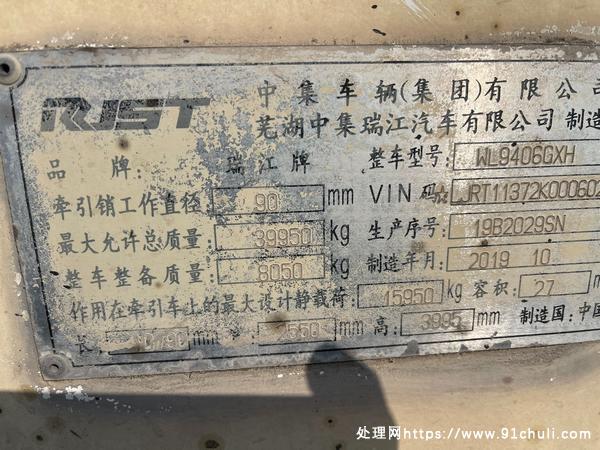 RJST 中集车辆(集团)有限公司
芜湖中集瑞江汽车有限公司 制造
品牌: 瑞江牌 整车型号: WL9406GXH
牵引销工作直径 90 mm VIN 码 JRT11372K000602
最大允许总质量: 39950 kg 生产序号: 19B2029SN
整车整备质量: 8050 kg 制造年月: 2019 10
作用在牵引车上的最大设计静载荷: 15950 kg 容积: 27 m
长: mm 2550 mm 高: 3995 mm 制造国: 中国
处理网https://www.91chuli.com